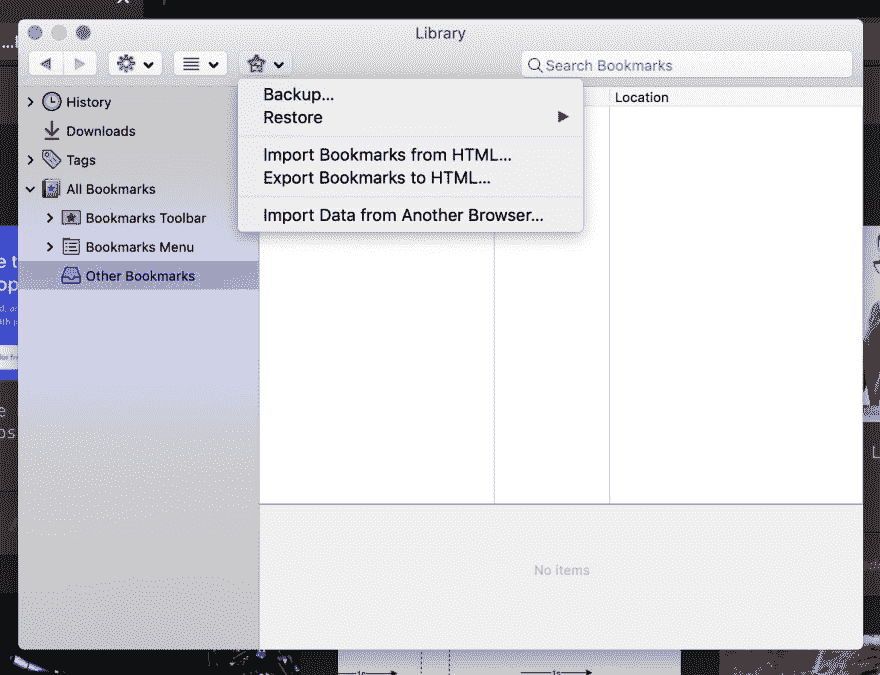 Library
Search Bookmarks
Backup...
Restore
Import Bookmarks from HTML...
Export Bookmarks to HTML...
Import Data from Another Browser...
Location
History
Downloads
Tags
All Bookmarks
Bookmarks Toolbar
Bookmarks Menu
Other Bookmarks
No items